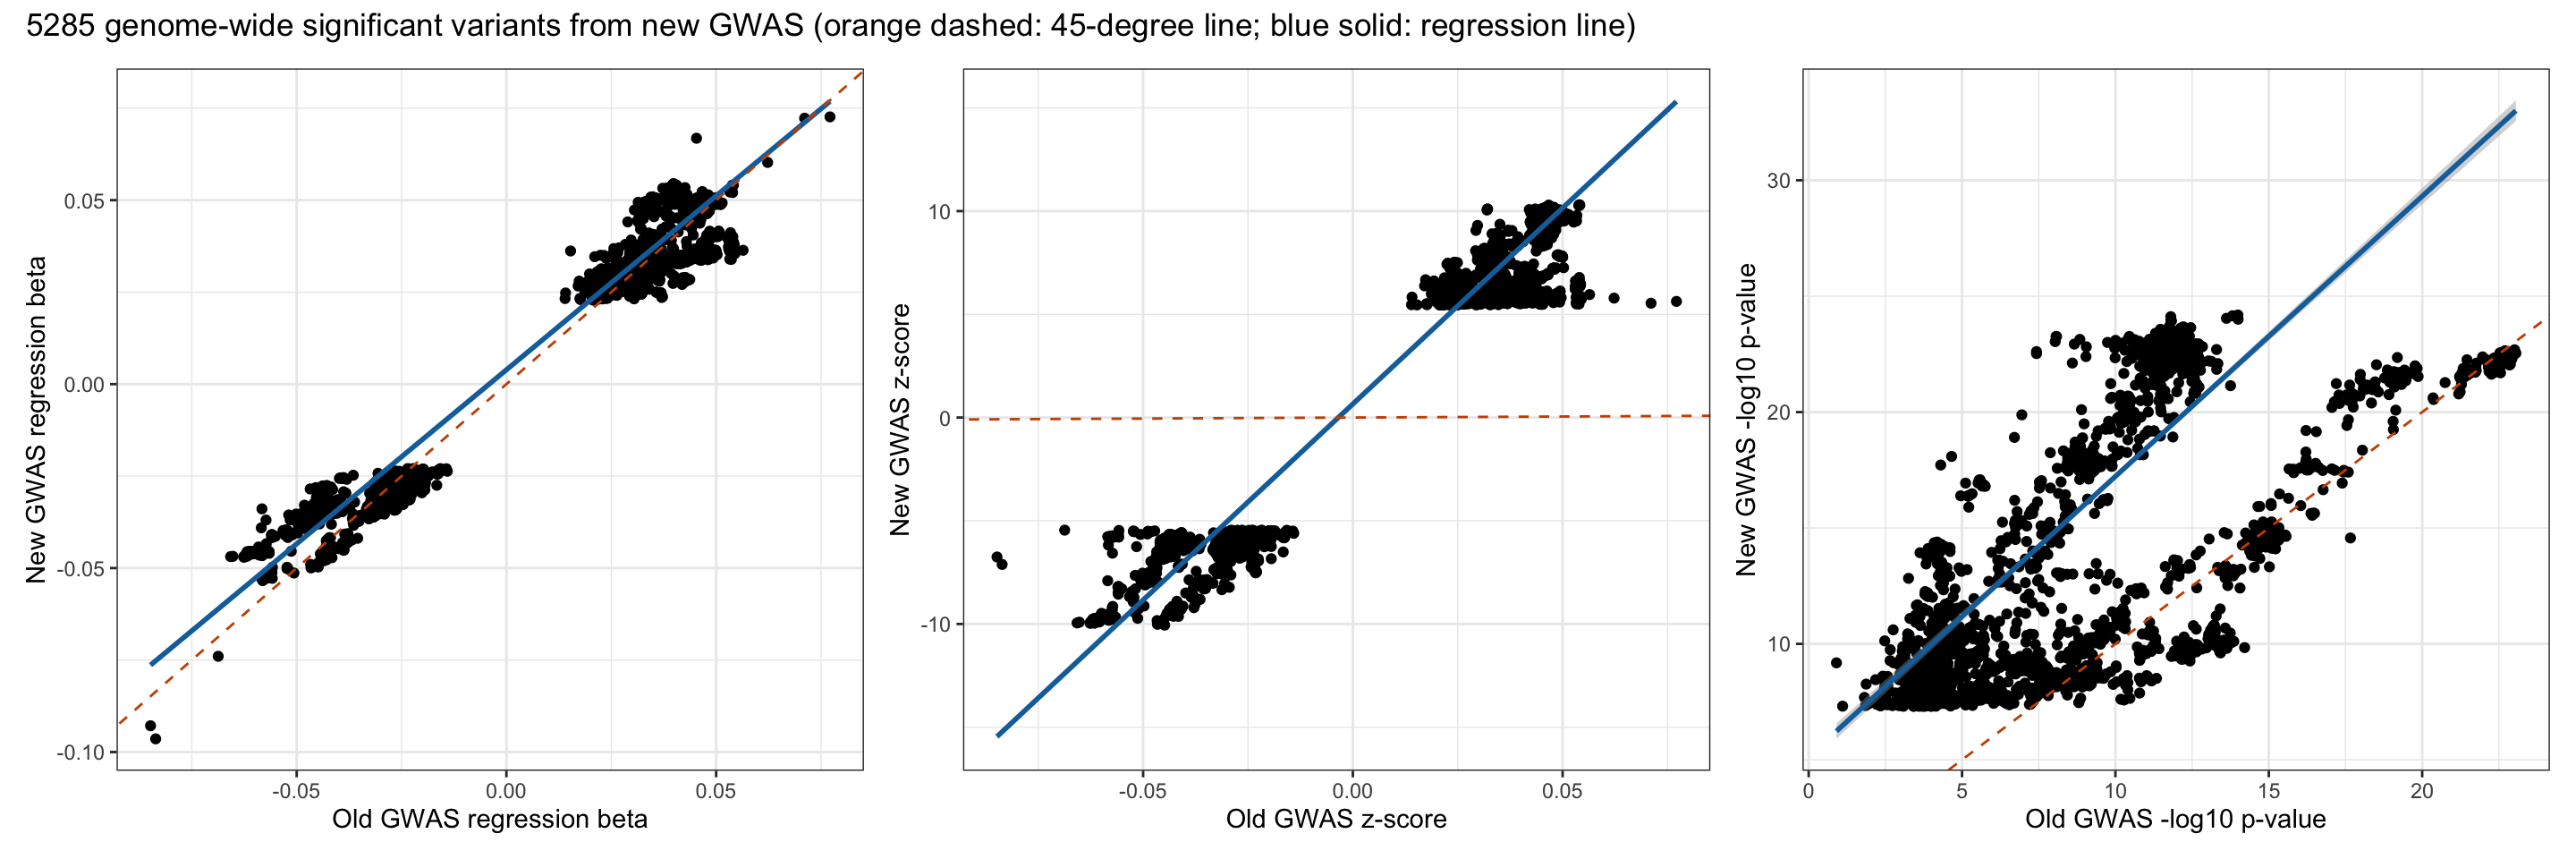 5285 genome-wide significant variants from new GWAS (orange dashed: 45-degree line; blue solid: regression line)
New GWAS regression beta
0.05
0.00
-0.05
-0.10
-0.05 0.00 0.05
Old GWAS regression beta
New GWAS z-score
10
0
-10
-0.05 0.00 0.05
Old GWAS z-score
New GWAS -log10 p-value
30
20
10
0 5 10 15 20
Old GWAS -log10 p-value